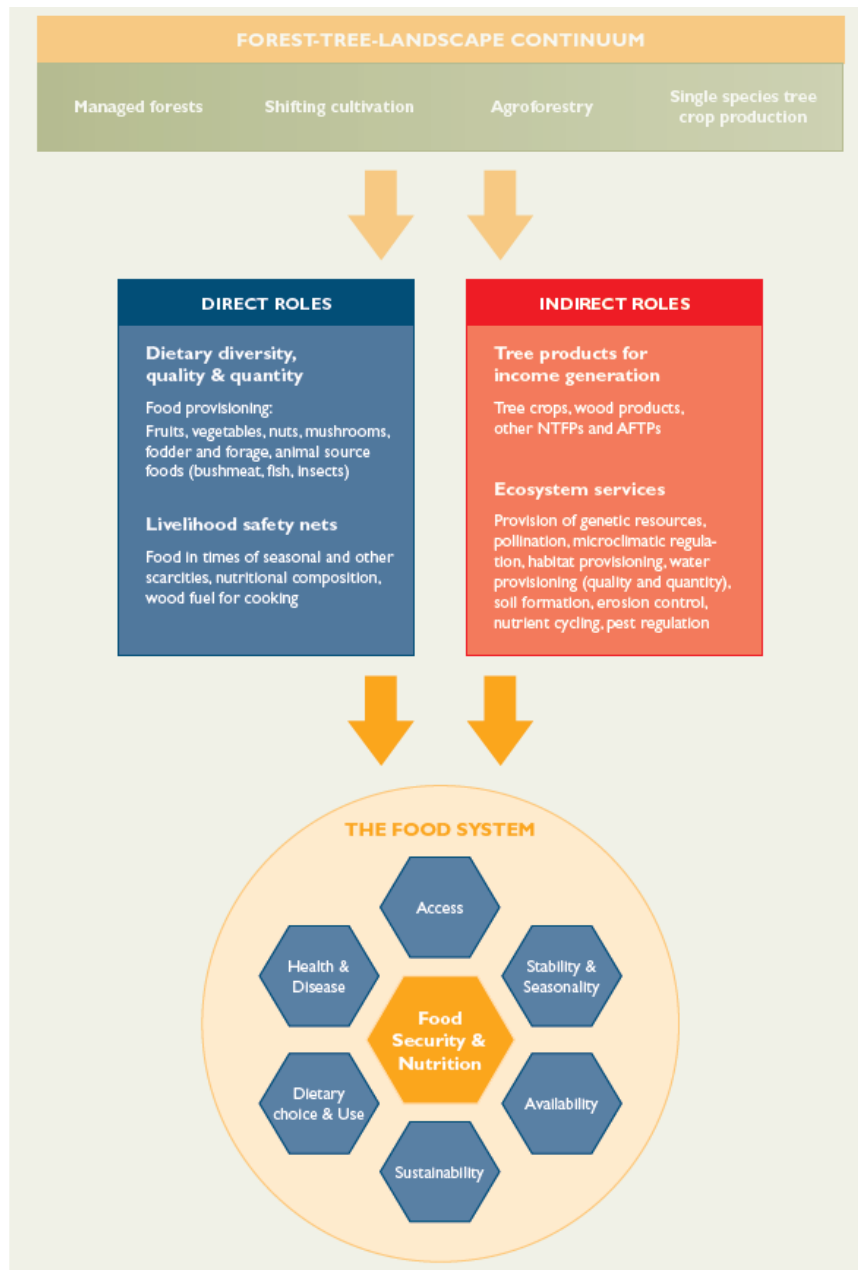 FOREST-TREE-LANDSCAPE CONTINUUM
Managed forests
Shifting cultivation
Agroforestry
Single species tree
crop production
DIRECT ROLES
Dietary diversity,
quality & quantity
Food provisioning:
Fruits, vegetables, nuts, mushrooms,
fodder and forage, animal source
foods (bushmeat, fish, insects)
Livelihood safety nets
Food in times of seasonal and other
scarcities, nutritional composition,
wood fuel for cooking
INDIRECT ROLES
Tree products for
income generation
Tree crops, wood products,
other NTFPs and AFTPs
Ecosystem services
Provision of genetic resources,
pollination, microclimatic regula-
tion, habitat provisioning, water
provisioning (quality and quantity),
soil formation, erosion control,
nutrient cycling, pest regulation
THE FOOD SYSTEM
Access
Health &
Disease
Stability &
Seasonality
Food
Security &
Nutrition
Dietary
choice & Use
Availability
Sustainability